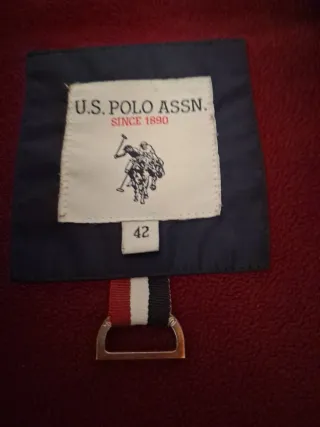 U.S. POLO ASSN.
SINCE 1890
42